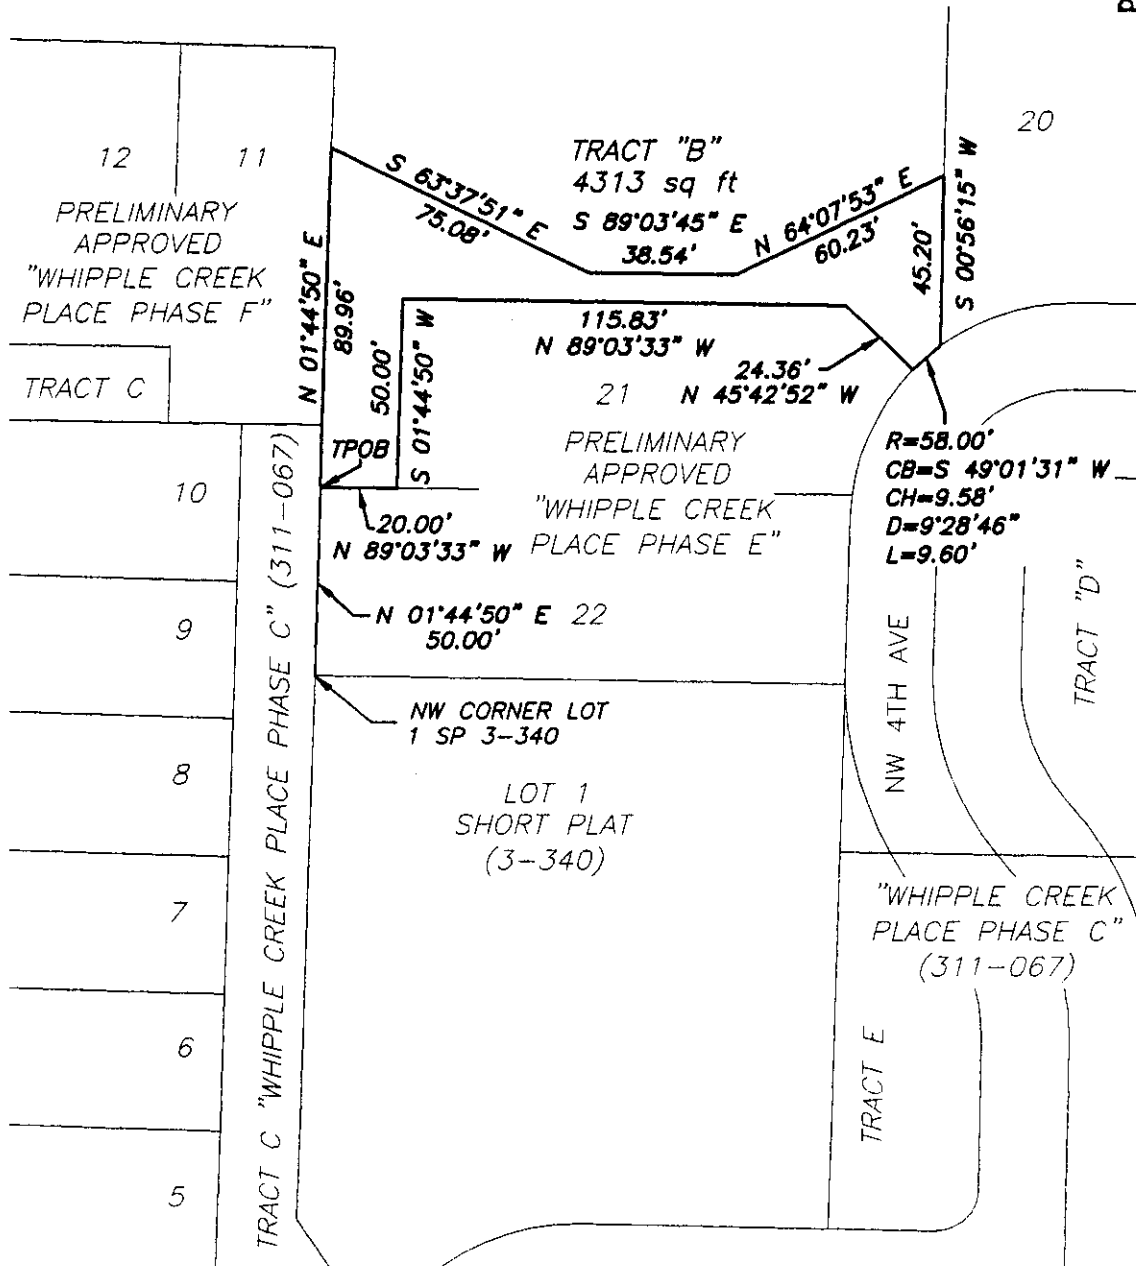 20
12
11
TRACT "B"
4313 sq ft
S 63°37'51" E
75.08'
S 89°03'45" E
38.54'
N 64°07'53" E
60.23'
45.20'
S 00°56'15" W
PRELIMINARY
APPROVED
"WHIPPLE CREEK
PLACE PHASE F"
N 01°44'50" E
89.96'
50.00'
S 01°44'50" W
115.83'
N 89°03'33" W
24.36'
N 45°42'52" W
TRACT C
21
TPOB
PRELIMINARY
APPROVED
"WHIPPLE CREEK
PLACE PHASE E"
R=58.00'
CB=S 49°01'31" W
CH=9.58'
D=9°28'46"
L=9.60'
10
20.00'
N 89°03'33" W
9
N 01°44'50" E
50.00'
22
TRACT C "WHIPPLE CREEK PLACE PHASE C" (311-067)
NW 4TH AVE
TRACT "D"
NW CORNER LOT
1 SP 3-340
8
LOT 1
SHORT PLAT
(3-340)
7
"WHIPPLE CREEK
PLACE PHASE C"
(311-067)
6
TRACT E
5